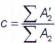 c = ∑ A'₂ / ∑ A₂